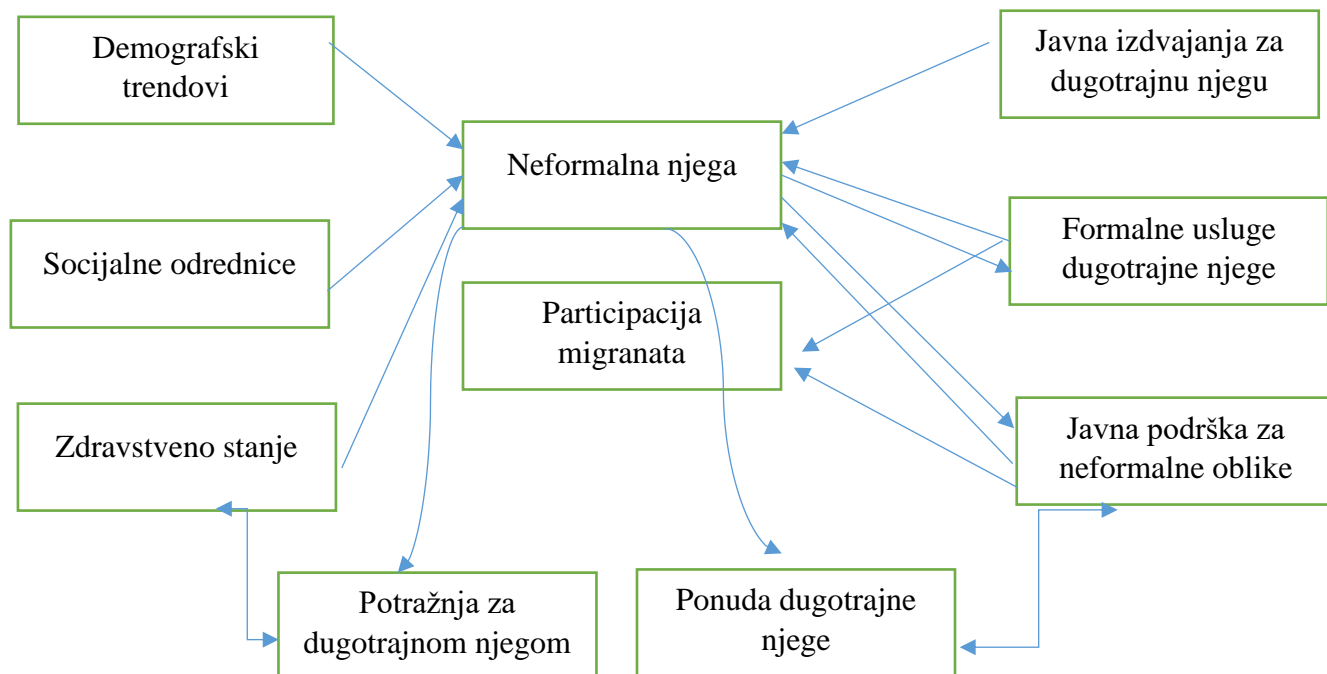 Demografski
trendovi
Javna izdvajanja za
dugotrajnu njegu
Neformalna njega
Socijalne odrednice
Formalne usluge
dugotrajne njege
Participacija
migranata
Zdravstveno stanje
Javna podrška za
neformalne oblike
Potražnja za
dugotrajnom njegom
Ponuda dugotrajne
njege